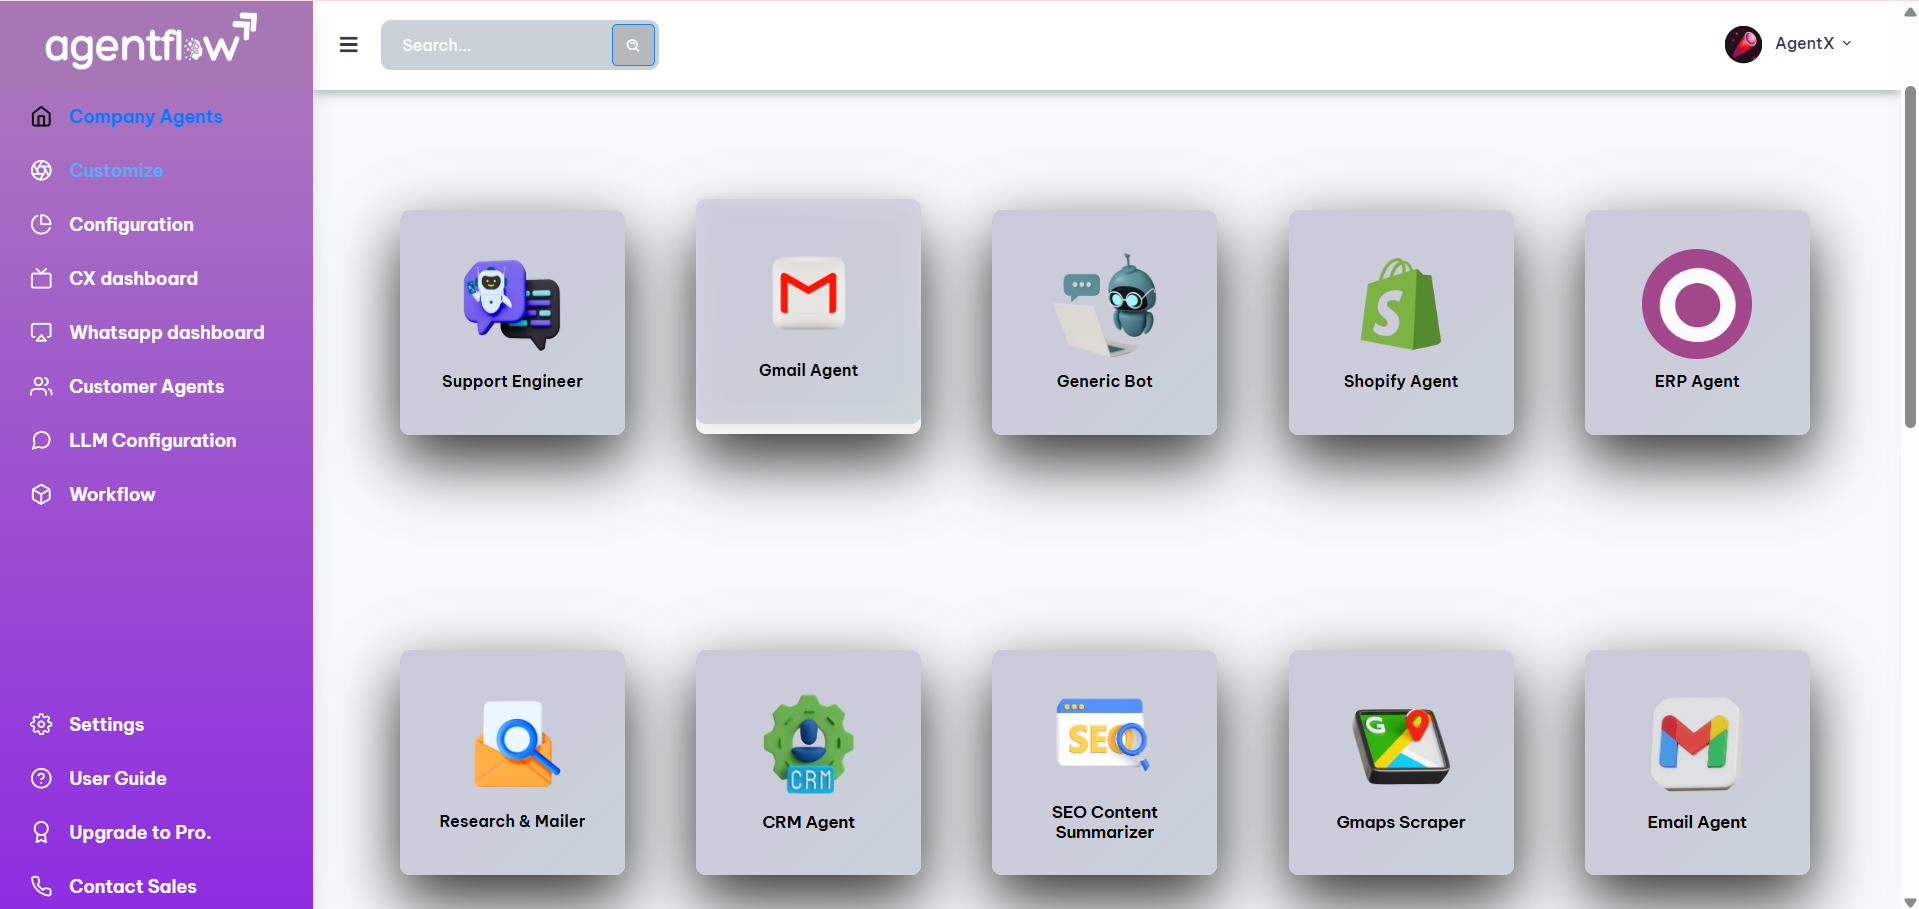 agentflow
Search...
AgentX
Company Agents
Customize
Configuration
CX dashboard
Whatsapp dashboard
Customer Agents
LLM Configuration
Workflow
Settings
User Guide
Upgrade to Pro.
Contact Sales
Support Engineer
Gmail Agent
Generic Bot
S
Shopify Agent
ERP Agent
Research & Mailer
CRM
CRM Agent
SEO
SEO Content
Summarizer
G
Gmaps Scraper
Email Agent